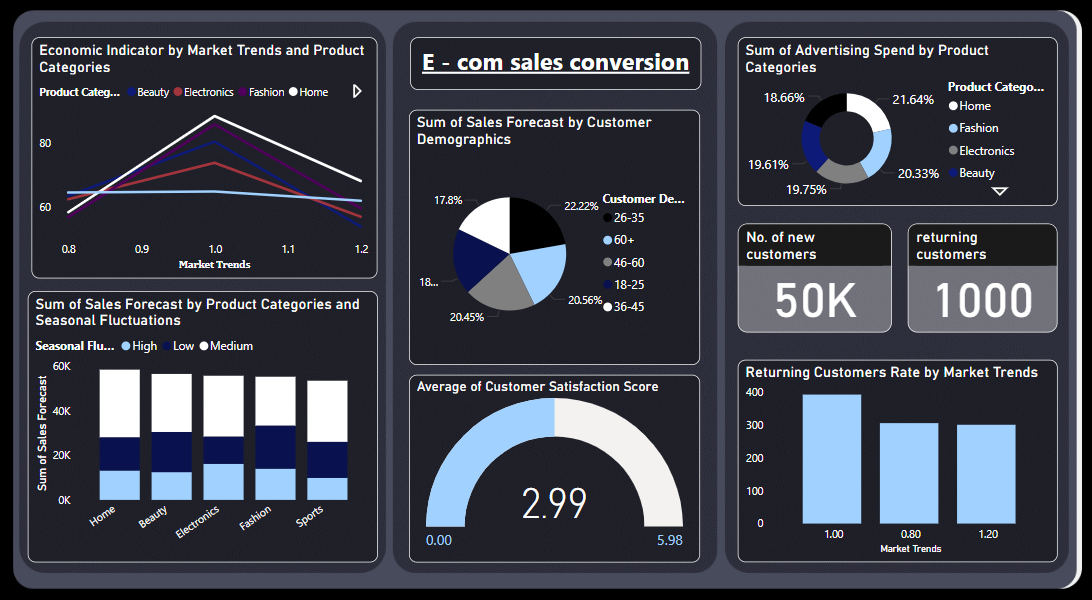 Economic Indicator by Market Trends and Product
Categories
Product Categ... Beauty Electronics Fashion Home
80
60
0.8 0.9 1.0 1.1 1.2
Market Trends
Sum of Sales Forecast by Product Categories and
Seasonal Fluctuations
Seasonal Flu... High Low Medium
Sum of Sales Forecast
60K
40K
20K
0K
Home Beauty Electronics Fashion Sports
E - com sales conversion
Sum of Sales Forecast by Customer
Demographics
17.8%
22.22%
18...
20.56%
20.45%
Customer De...
26-35
60+
46-60
18-25
36-45
Average of Customer Satisfaction Score
2.99
0.00 5.98
Sum of Advertising Spend by Product
Categories
18.66%
21.64%
19.61%
20.33%
19.75%
Product Catego...
Home
Fashion
Electronics
Beauty
No. of new
customers
50K
returning
customers
1000
Returning Customers Rate by Market Trends
400
300
200
100
0
1.00 0.80 1.20
Market Trends